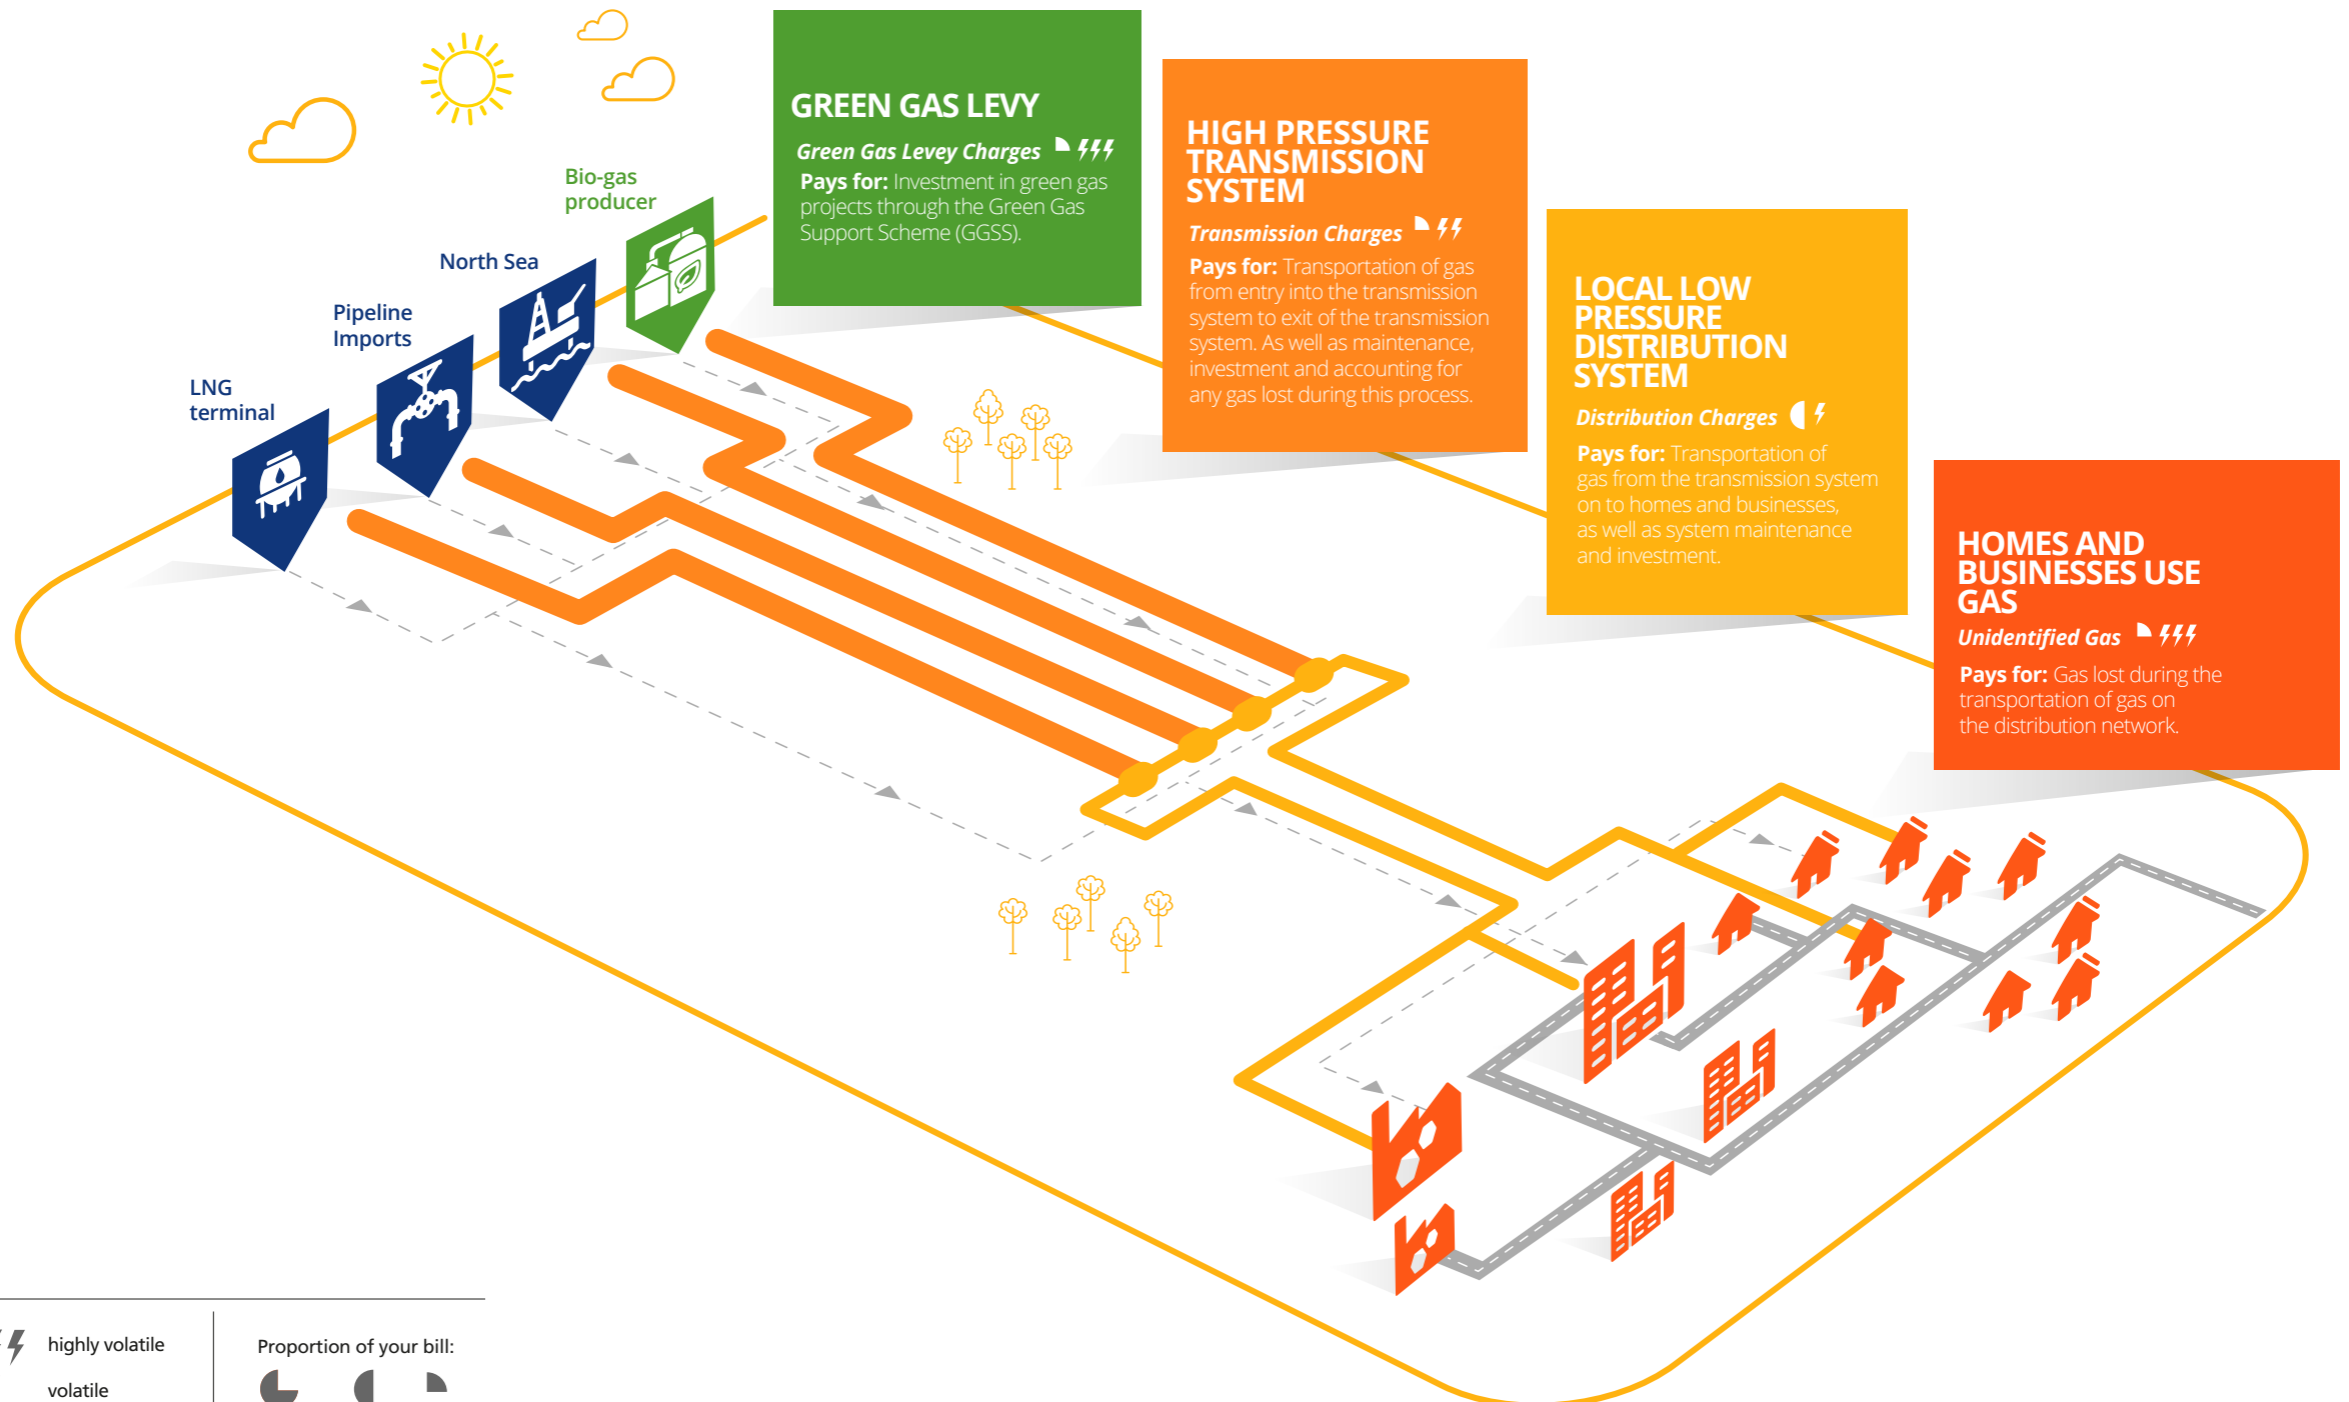 GREEN GAS LEVY
Green Gas Levey Charges
Pays for: Investment in green gas
projects through the Green Gas
Support Scheme (GGSS).
HIGH PRESSURE
TRANSMISSION
SYSTEM
Transmission Charges
Pays for: Transportation of gas
from entry into the transmission
system to exit of the transmission
system. As well as maintenance,
investment and accounting for
any gas lost during this process.
LOCAL LOW
PRESSURE
DISTRIBUTION
SYSTEM
Distribution Charges
Pays for: Transportation of
gas from the transmission system
on to homes and businesses,
as well as system maintenance
and investment.
HOMES AND
BUSINESSES USE
GAS
Unidentified Gas
Pays for: Gas lost during the
transportation of gas on
the distribution network.
Bio-gas
producer
North Sea
Pipeline
Imports
LNG
terminal
highly volatile
volatile
Proportion of your bill: